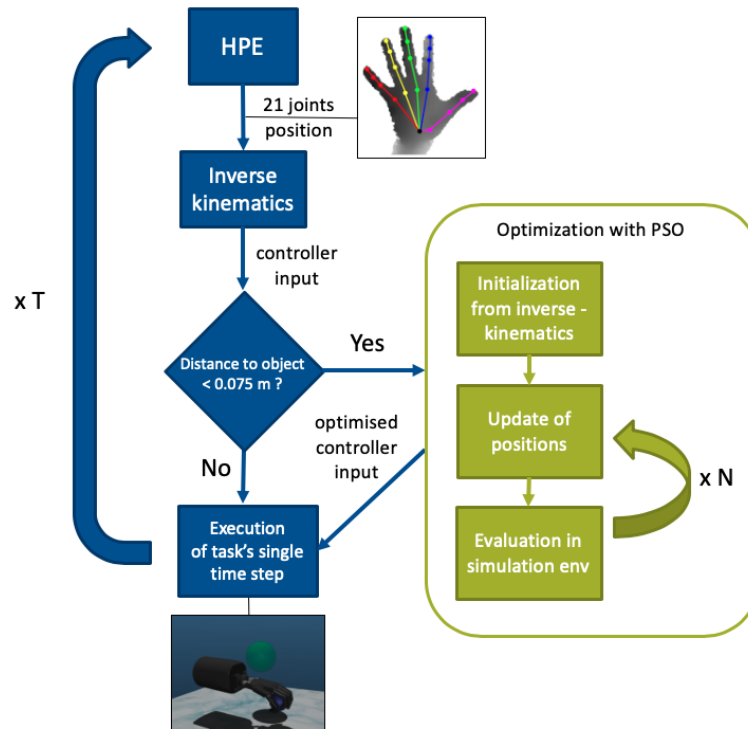 HPE
21 joints
position
Inverse
kinematics
controller
input
x T
Distance to object
< 0.075 m ?
Yes
No
optimised
controller
input
Execution
of task's single
time step
Optimization with PSO
Initialization
from inverse -
kinematics
Update of
positions
x N
Evaluation in
simulation env